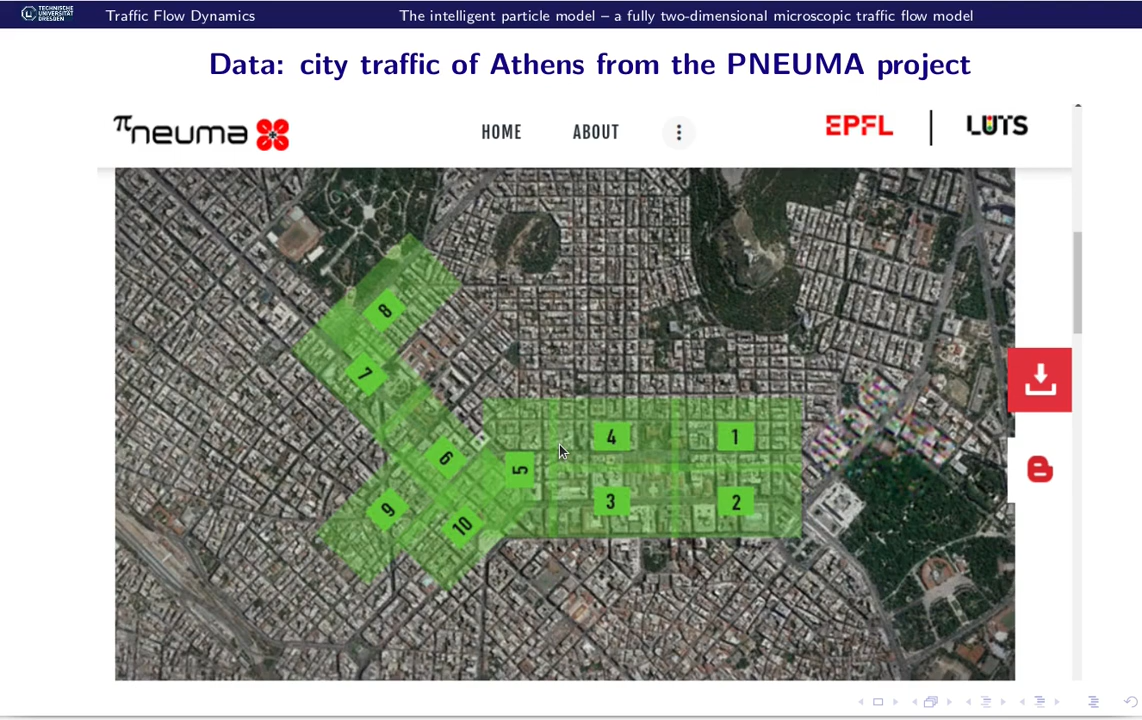 TECHNISCHE
UNIVERSITÄT
DRESDEN
Traffic Flow Dynamics
The intelligent particle model – a fully two-dimensional microscopic traffic flow model
Data: city traffic of Athens from the PNEUMA project
πneuma
HOME
ABOUT
EPFL
LUTS
8
7
6
5
4
1
9
10
3
2